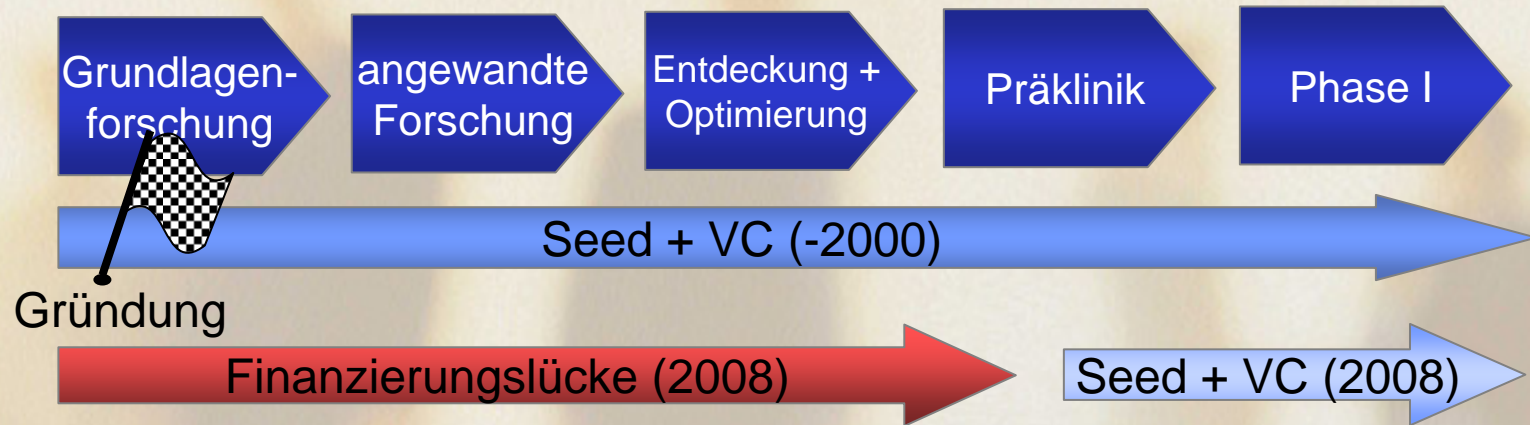 Grundlagen-
forschung
angewandte
Forschung
Entdeckung +
Optimierung
Präklinik
Phase I
Seed + VC (-2000)
Gründung
Finanzierungslücke (2008)
Seed + VC (2008)